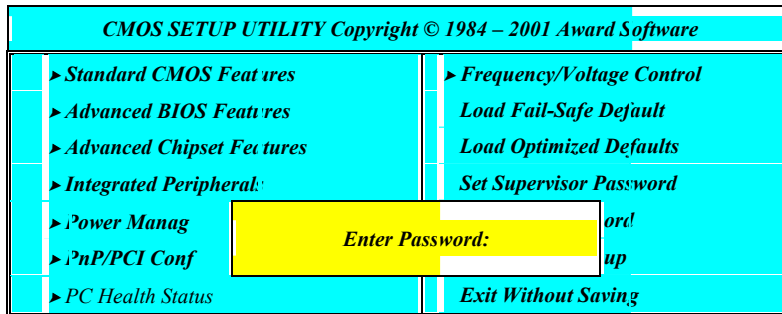 CMOS SETUP UTILITY Copyright © 1984 – 2001 Award Software
► Standard CMOS Features
► Advanced BIOS Features
► Advanced Chipset Features
► Integrated Peripherals
► Power Manag
► PnP/PCI Conf
► PC Health Status
► Frequency/Voltage Control
Load Fail-Safe Default
Load Optimized Defaults
Set Supervisor Password
ord
up
Exit Without Saving
Enter Password: